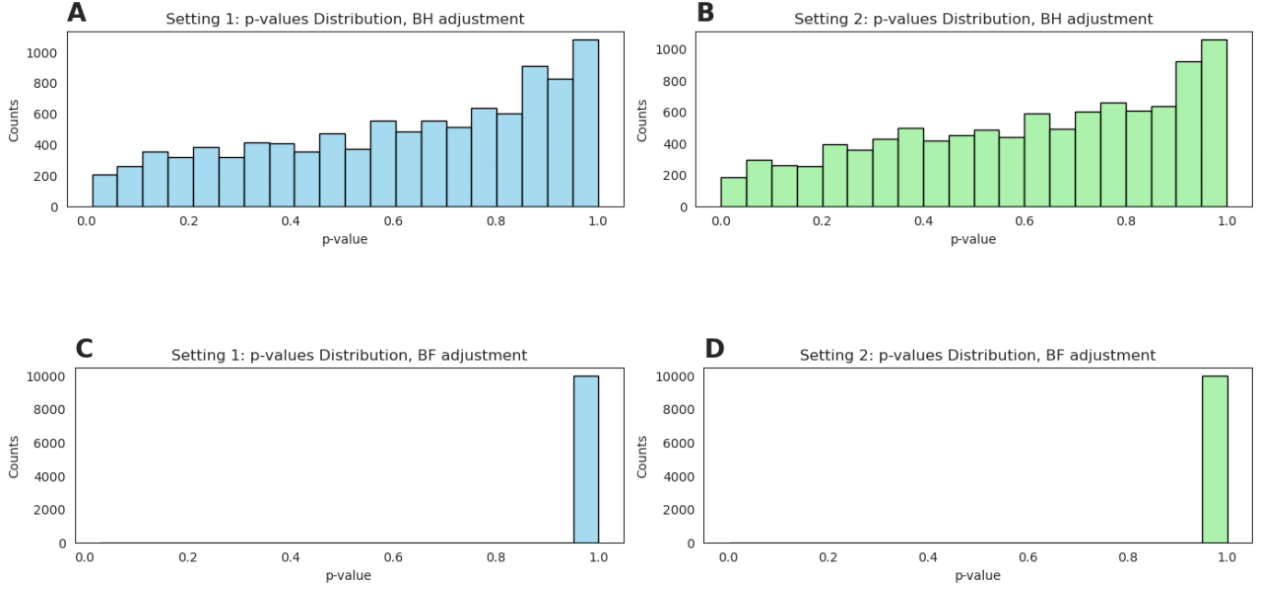 A
Setting 1: p-values Distribution, BH adjustment
1000
800
600
400
200
0
Counts
0.0 0.2 0.4 0.6 0.8 1.0
p-value
B
Setting 2: p-values Distribution, BH adjustment
1000
800
600
400
200
0
Counts
0.0 0.2 0.4 0.6 0.8 1.0
p-value
C
Setting 1: p-values Distribution, BF adjustment
10000
8000
6000
4000
2000
0
Counts
0.0 0.2 0.4 0.6 0.8 1.0
p-value
D
Setting 2: p-values Distribution, BF adjustment
10000
8000
6000
4000
2000
0
Counts
0.0 0.2 0.4 0.6 0.8 1.0
p-value